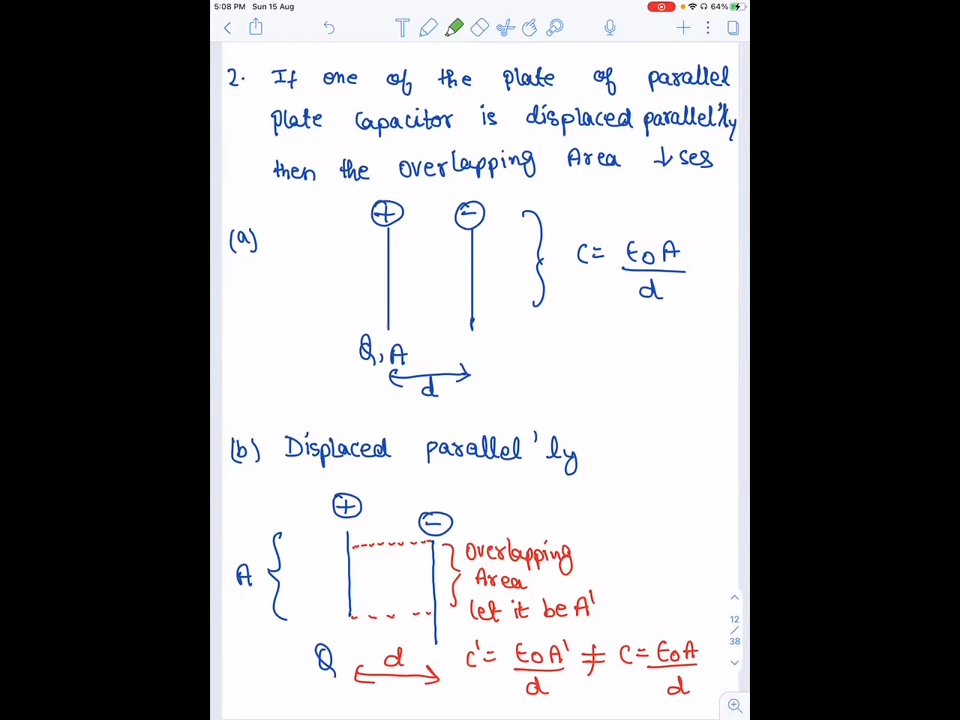 5:08 PM Sun 15 Aug
64%
2. If one of the plate of parallel
plate capacitor is displaced parallel'ly
then the overlapping Area ↓ses
+ −
(a)
C= ε0A
d
Q, A
d
(b) Displaced parallel'ly
+
−
overlapping
A
Area
let it be A'
Q
d
C'= ε0A' ≠ C= ε0A
d d
12
/
38